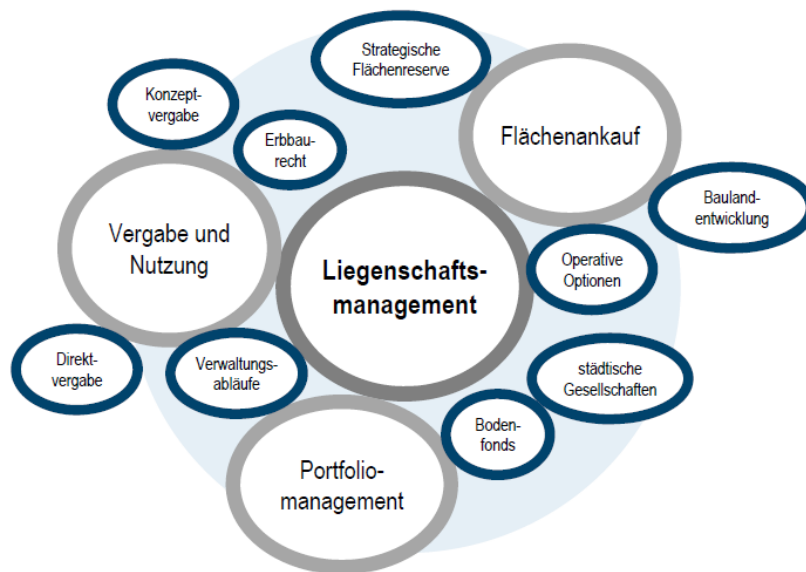 Strategische
Flächenreserve
Konzept-
vergabe
Erbbau-
recht
Flächenankauf
Bauland-
entwicklung
Vergabe und
Nutzung
Liegenschafts-
management
Operative
Optionen
Direkt-
vergabe
Verwaltungs-
abläufe
städtische
Gesellschaften
Boden-
fonds
Portfolio-
management